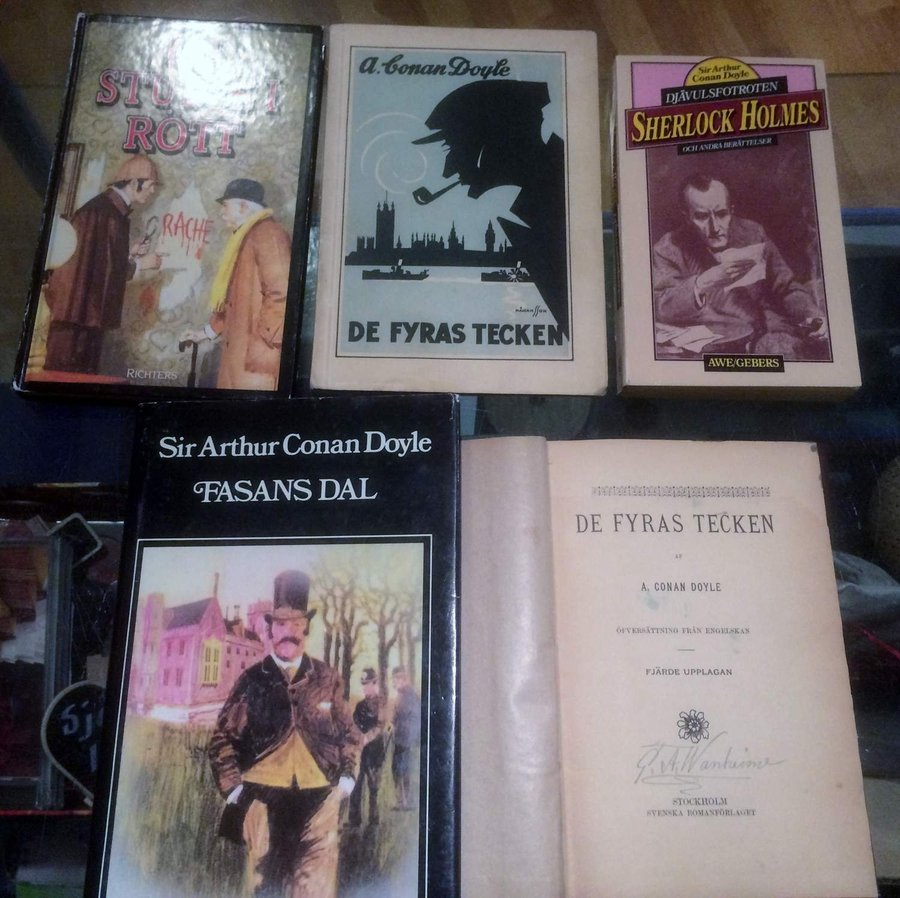 RÖTT
RACHE
RICHTERS
A. Conan Doyle
DE FYRAS TECKEN
Sir Arthur
Conan Doyle
DJÄVULSFOTROTEN
SHERLOCK HOLMES
OCH ANDRA BERÄTTELSER
AWE/GEBERS
Sir Arthur Conan Doyle
FASANS DAL
DE FYRAS TECKEN
AF
A. CONAN DOYLE
ÖFVERSÄTTNING FRÅN ENGELSKAN
FJÄRDE UPPLAGAN
STOCKHOLM
SVENSKA ROMANFÖRLAGET